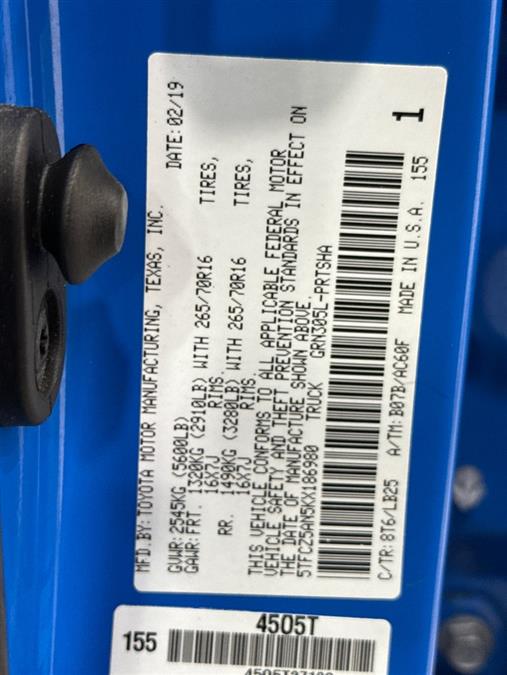 MFD.BY:TOYOTA MOTOR MANUFACTURING, TEXAS, INC. DATE: 02/19
GVWR:2545KG (5600LB)
GAWR:FRT. 1320KG (2910LB) WITH 265/70R16 TIRES,
16X7J RIMS,
RR. 1490KG (3280LB) WITH 265/70R16 TIRES,
16X7J RIMS
THIS VEHICLE CONFORMS TO ALL APPLICABLE FEDERAL MOTOR
VEHICLE SAFETY AND THEFT PREVENTION STANDARDS IN EFFECT ON
THE DATE OF MANUFACTURE SHOWN ABOVE.
5TFCZ5AN5KX186980 TRUCK GRN305L-PRTSHA
C/TR:8T6/LB25 A/TM:B07B/AC60F MADE IN U.S.A. 155 1
4505T
155